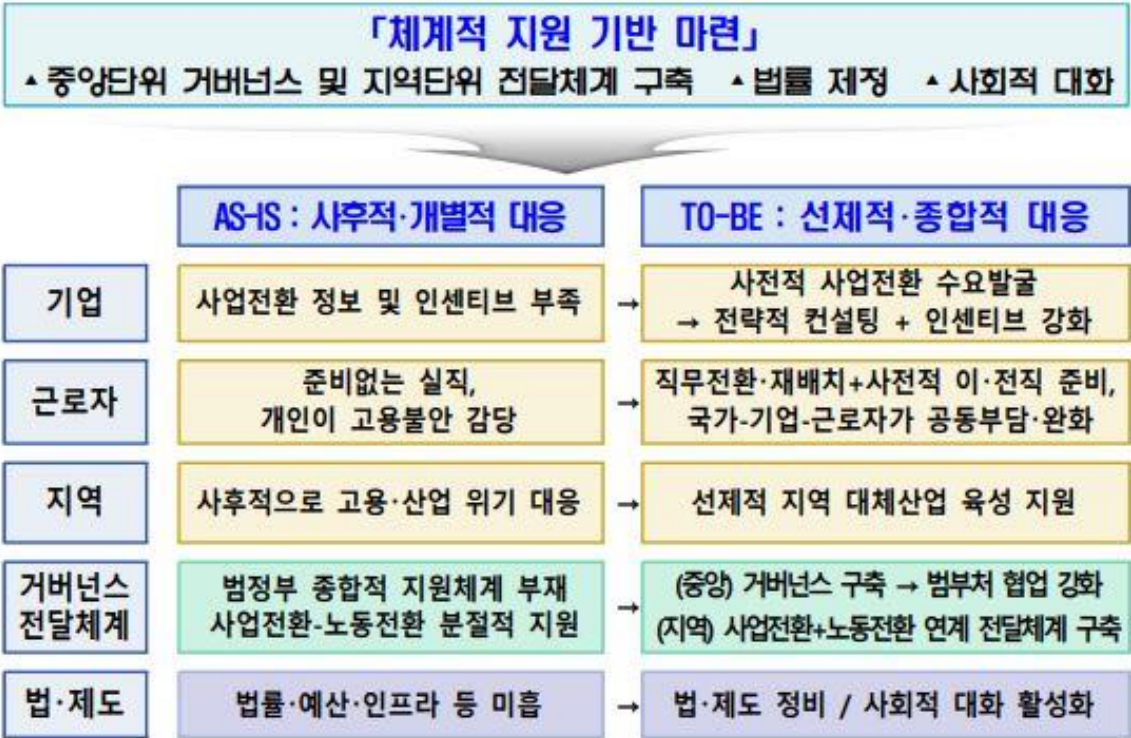 「체계적 지원 기반 마련」
▲ 중앙단위 거버넌스 및 지역단위 전달체계 구축 ▲ 법률 제정 ▲ 사회적 대화
AS-IS : 사후적·개별적 대응
TO-BE : 선제적·종합적 대응
기업
사업전환 정보 및 인센티브 부족
→
사전적 사업전환 수요발굴
→ 전략적 컨설팅 + 인센티브 강화
근로자
준비없는 실직,
개인이 고용불안 감당
→
직무전환·재배치+사전적 이·전직 준비,
국가-기업-근로자가 공동부담·완화
지역
사후적으로 고용·산업 위기 대응
→
선제적 지역 대체산업 육성 지원
거버넌스
전달체계
범정부 종합적 지원체계 부재
사업전환-노동전환 분절적 지원
→
(중앙) 거버넌스 구축 → 범부처 협업 강화
(지역) 사업전환+노동전환 연계 전달체계 구축
법·제도
법률·예산·인프라 등 미흡
→
법·제도 정비 / 사회적 대화 활성화